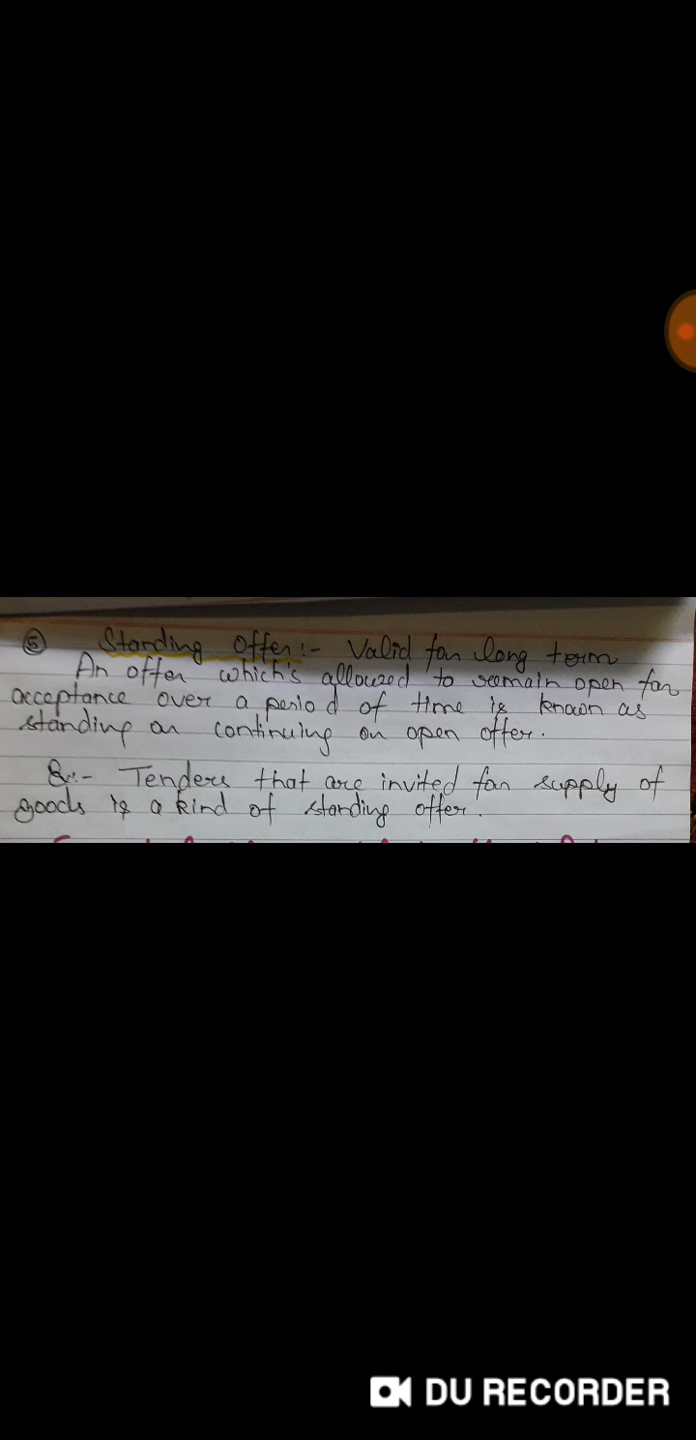 ⑤ Standing Offer:- Valid for long term
An offer which's allowed to remain open for
acceptance over a period of time is known as
standing or continuing or open offer.
Ex:- Tenders that are invited for supply of
goods is a kind of standing offer.
DU RECORDER